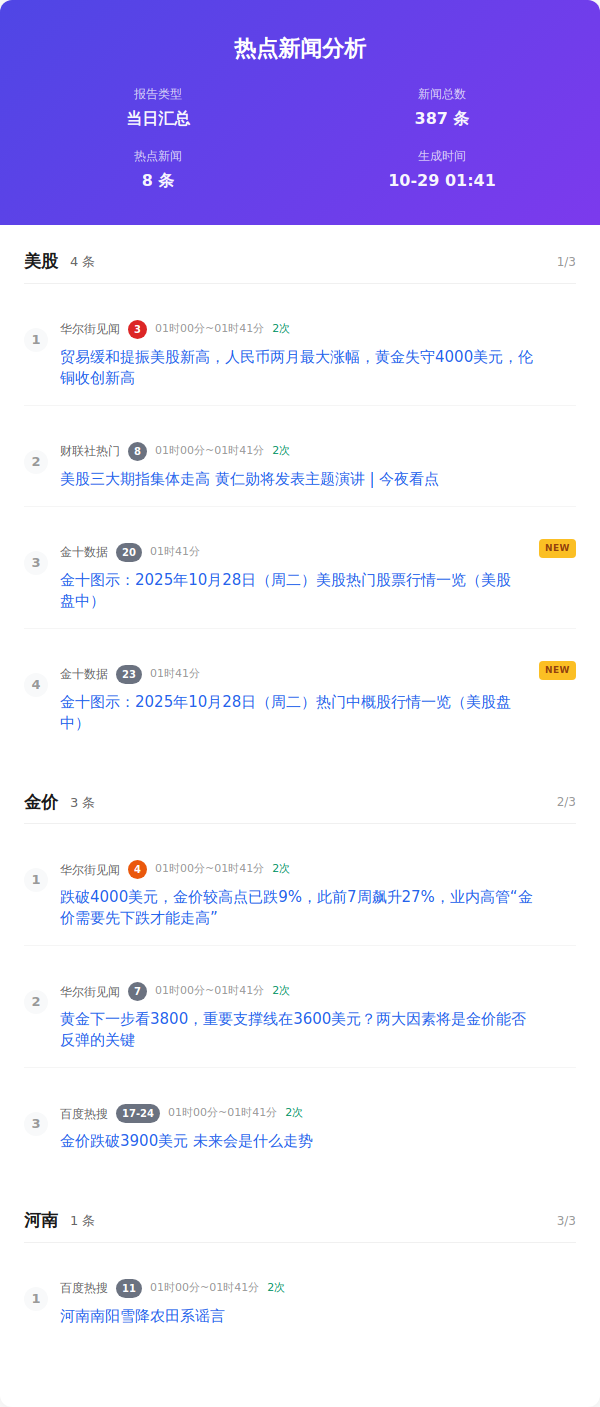 热点新闻分析
报告类型
新闻总数
当日汇总
387 条
热点新闻
生成时间
8 条
10-29 01:41
美股 4 条 1/3
1 华尔街见闻 3 01时00分~01时41分 2次
贸易缓和提振美股新高，人民币两月最大涨幅，黄金失守4000美元，伦
铜收创新高
2 财联社热门 8 01时00分~01时41分 2次
美股三大期指集体走高 黄仁勋将发表主题演讲 | 今夜看点
3 金十数据 20 01时41分 NEW
金十图示：2025年10月28日（周二）美股热门股票行情一览（美股
盘中）
4 金十数据 23 01时41分 NEW
金十图示：2025年10月28日（周二）热门中概股行情一览（美股盘
中）
金价 3 条 2/3
1 华尔街见闻 4 01时00分~01时41分 2次
跌破4000美元，金价较高点已跌9%，此前7周飙升27%，业内高管“金
价需要先下跌才能走高”
2 华尔街见闻 7 01时00分~01时41分 2次
黄金下一步看3800，重要支撑线在3600美元？两大因素将是金价能否
反弹的关键
3 百度热搜 17-24 01时00分~01时41分 2次
金价跌破3900美元 未来会是什么走势
河南 1 条 3/3
1 百度热搜 11 01时00分~01时41分 2次
河南南阳雪降农田系谣言